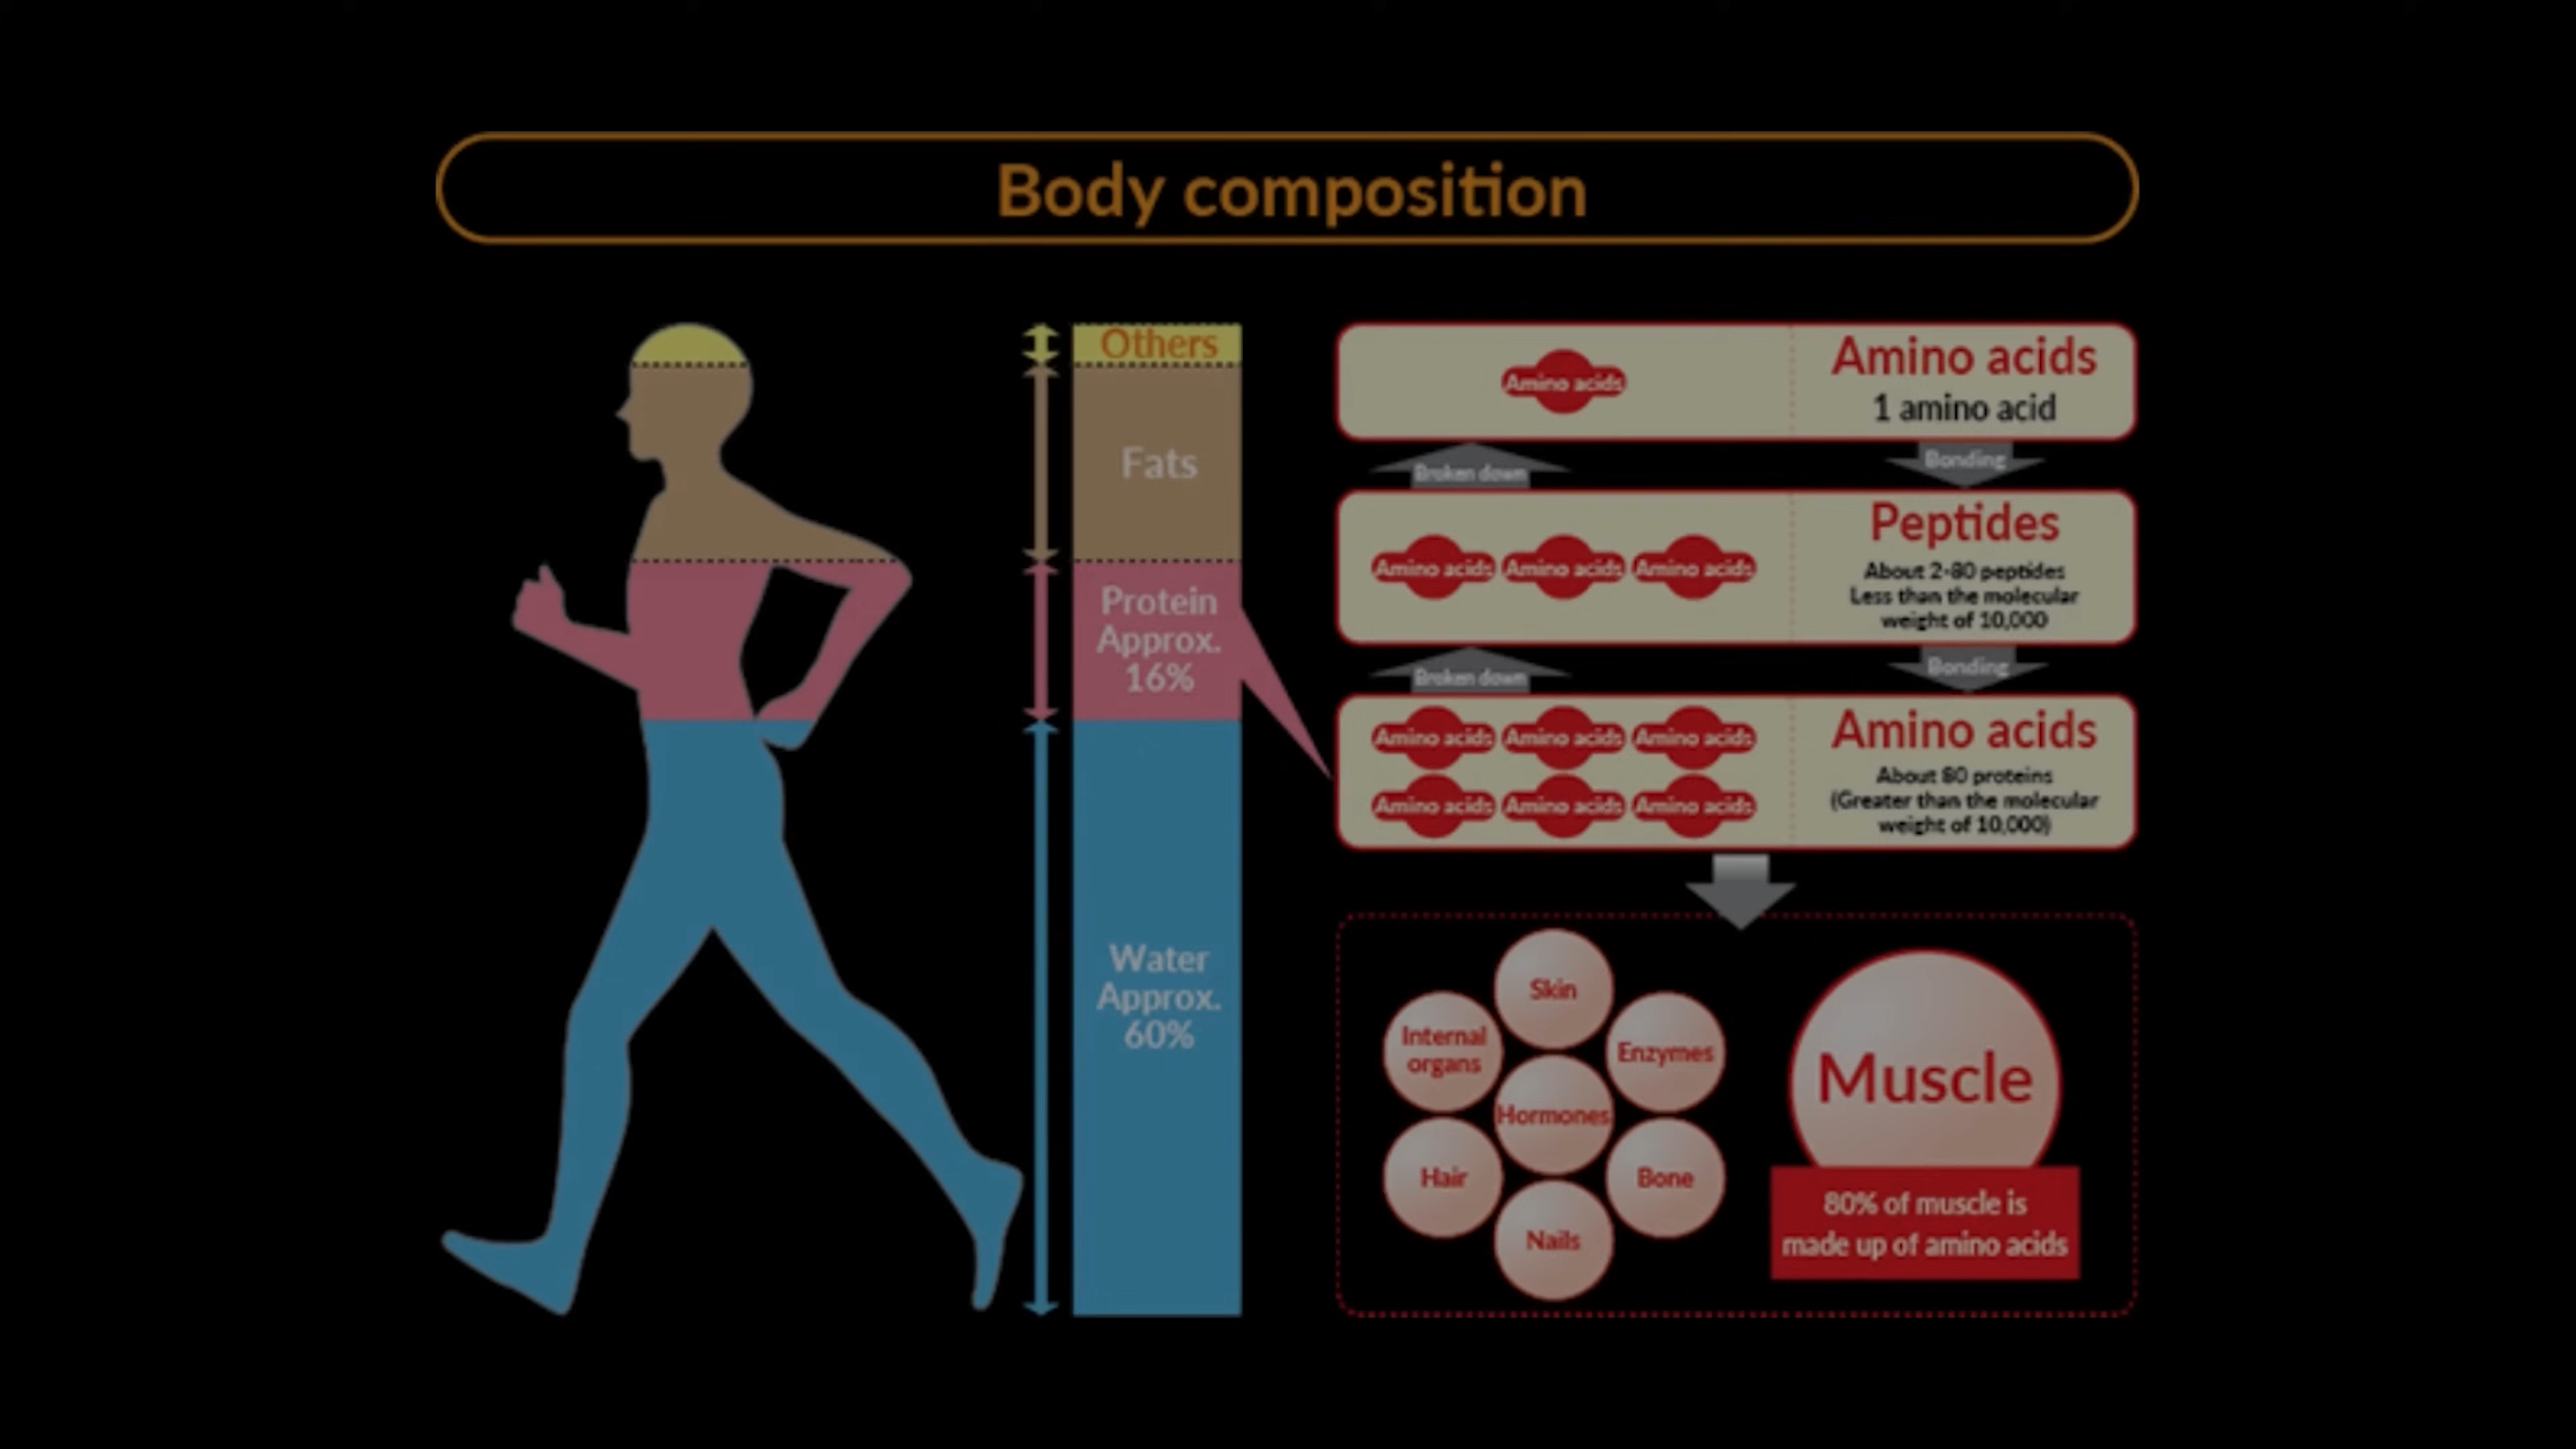 Body composition
Others
Fats
Protein
Approx.
16%
Water
Approx.
60%
Amino acids
Amino acids
1 amino acid
Broken down
Bonding
Amino acids Amino acids Amino acids
Peptides
About 2-80 peptides
Less than the molecular
weight of 10,000
Broken down
Bonding
Amino acids Amino acids Amino acids
Amino acids Amino acids Amino acids
Amino acids
About 80 proteins
(Greater than the molecular
weight of 10,000)
Skin
Internal
organs
Enzymes
Hormones
Hair
Bone
Nails
Muscle
80% of muscle is
made up of amino acids